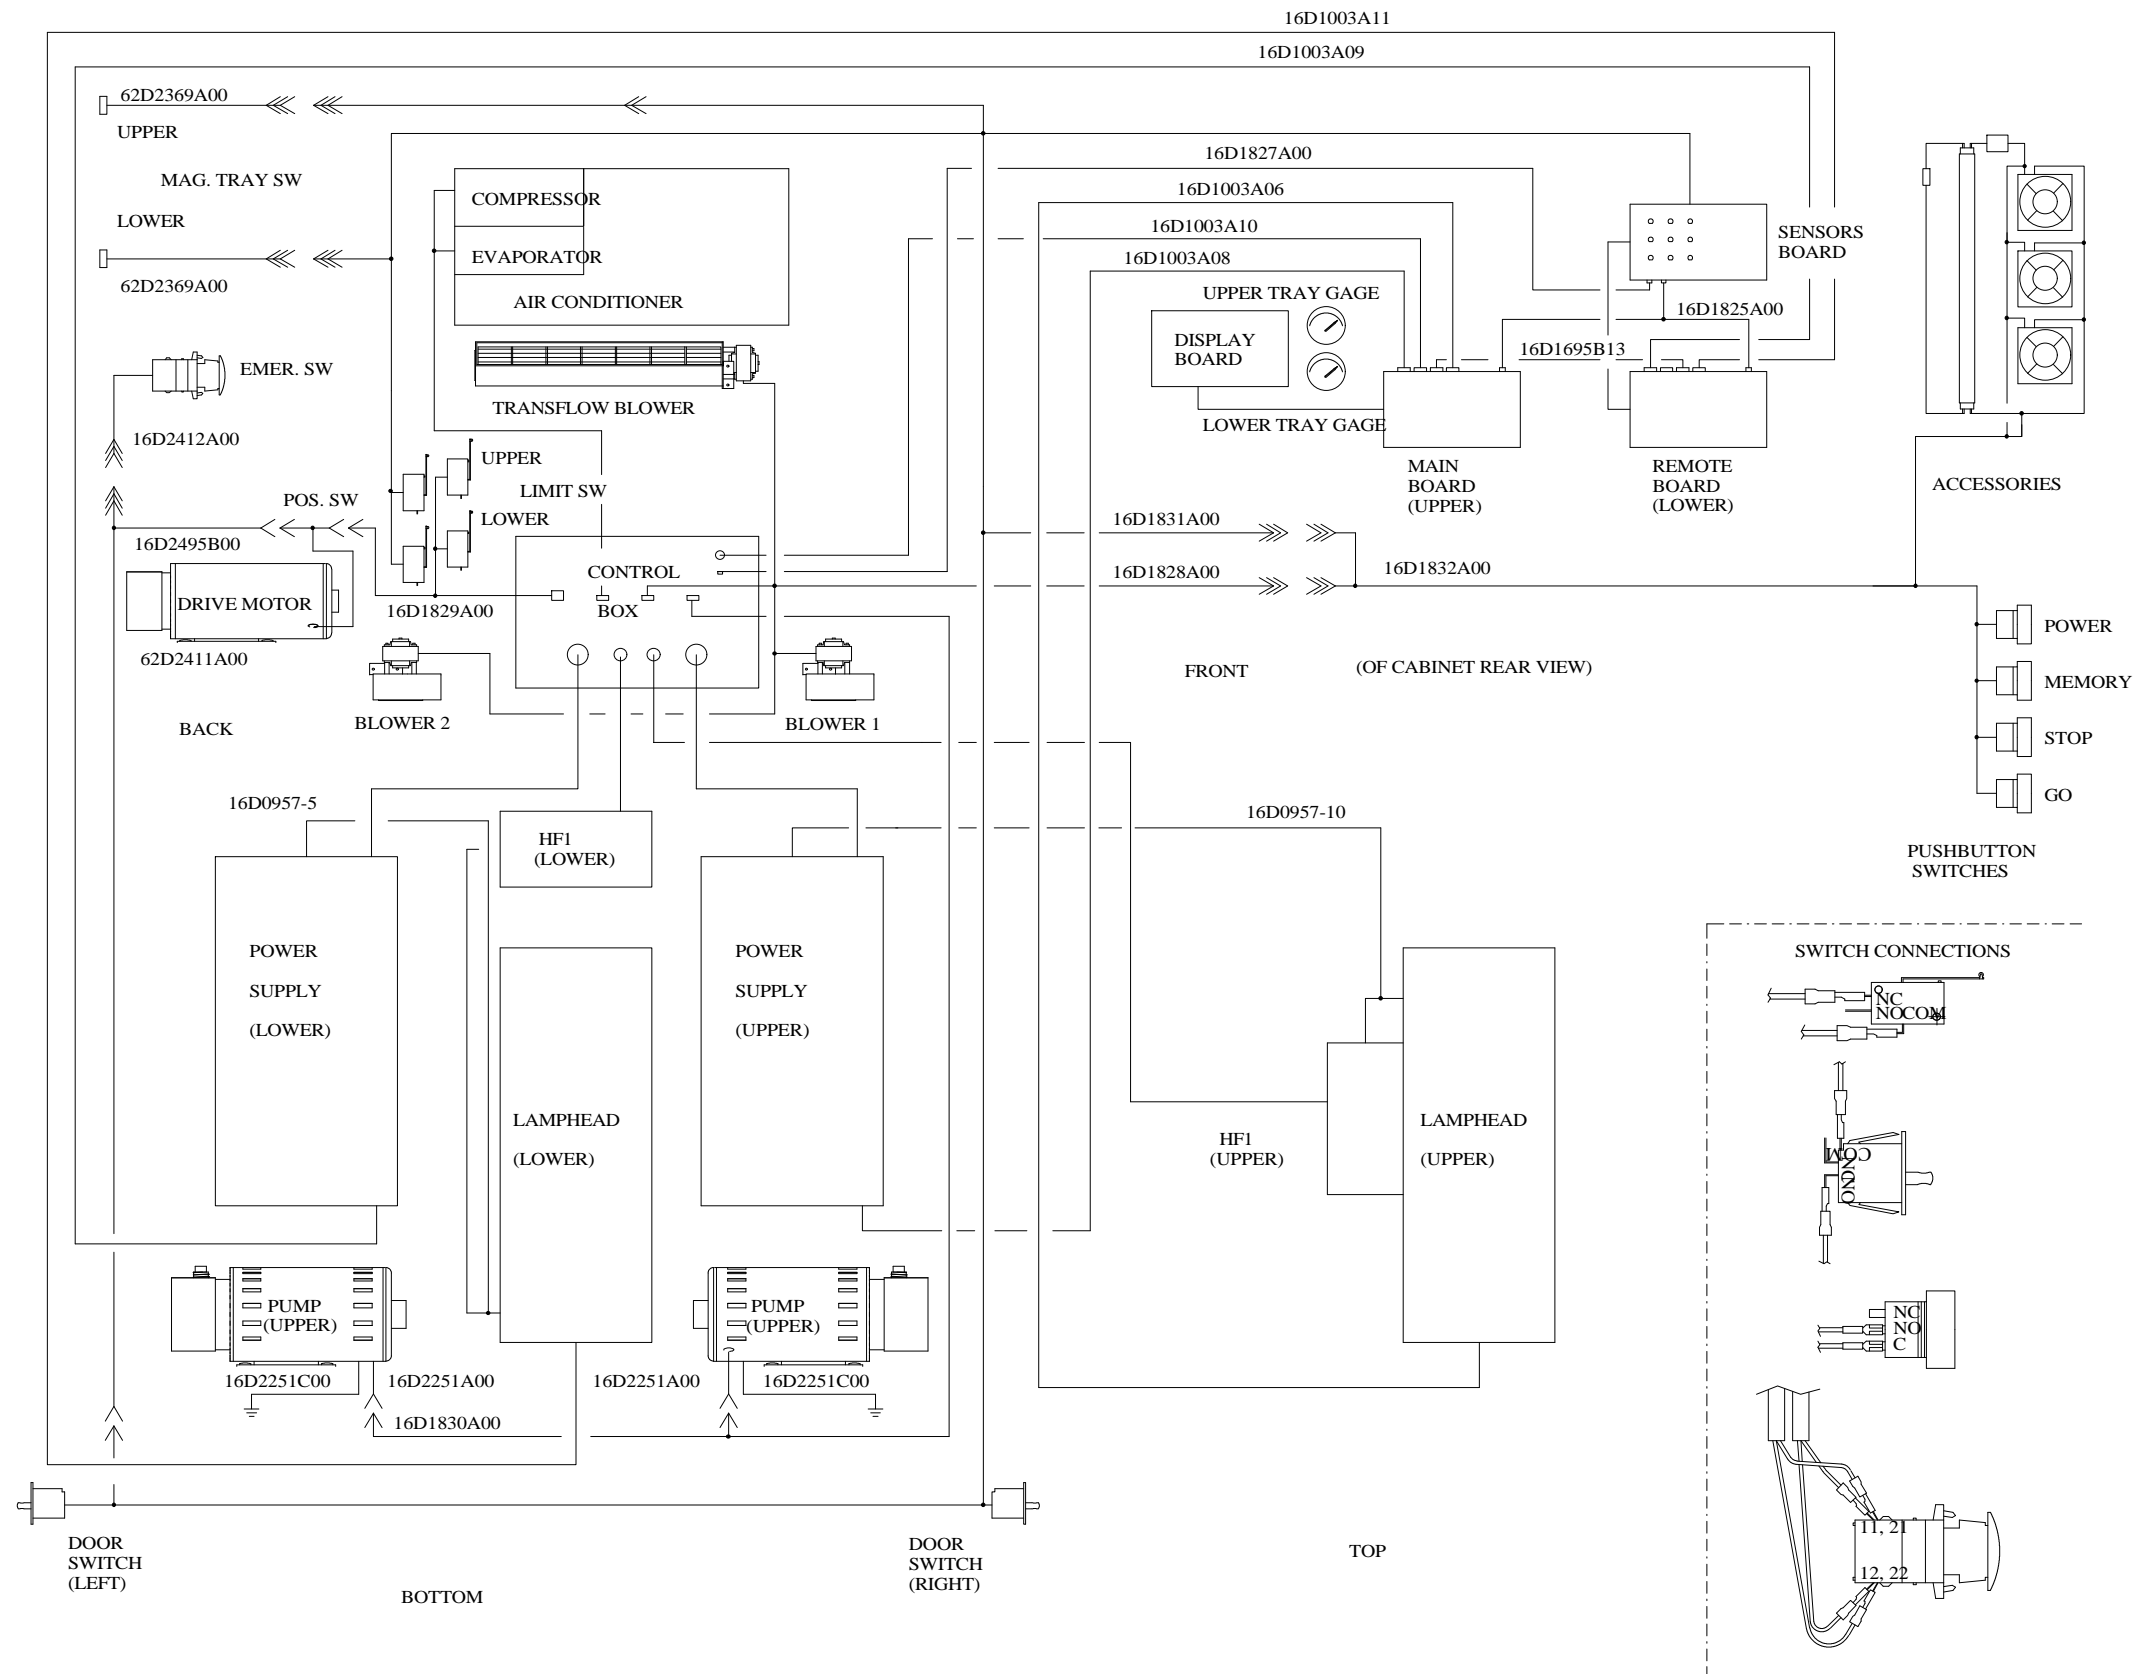 16D1003A11
16D1003A09
62D2369A00
UPPER
MAG. TRAY SW
LOWER
62D2369A00
COMPRESSOR
EVAPORATOR
AIR CONDITIONER
TRANSFLOW BLOWER
16D1827A00
16D1003A06
16D1003A10
16D1003A08
UPPER TRAY GAGE
DISPLAY
BOARD
LOWER TRAY GAGE
SENSORS
BOARD
16D1825A00
16D1695B13
MAIN
BOARD
(UPPER)
REMOTE
BOARD
(LOWER)
ACCESSORIES
EMER. SW
16D2412A00
POS. SW
UPPER
LIMIT SW
LOWER
16D2495B00
DRIVE MOTOR
62D2411A00
16D1829A00
CONTROL
BOX
16D1831A00
16D1828A00
16D1832A00
BLOWER 2
BLOWER 1
BACK
FRONT
(OF CABINET REAR VIEW)
POWER
MEMORY
STOP
GO
PUSHBUTTON
SWITCHES
16D0957-5
HF1
(LOWER)
16D0957-10
POWER
SUPPLY
(LOWER)
POWER
SUPPLY
(UPPER)
LAMPHEAD
(LOWER)
HF1
(UPPER)
LAMPHEAD
(UPPER)
PUMP
(UPPER)
PUMP
(UPPER)
16D2251C00
16D2251A00
16D2251A00
16D2251C00
16D1830A00
DOOR
SWITCH
(LEFT)
DOOR
SWITCH
(RIGHT)
BOTTOM
TOP
SWITCH CONNECTIONS
NC
NO COM
COM
NC
NO
NC
NO
C
11, 21
12, 22